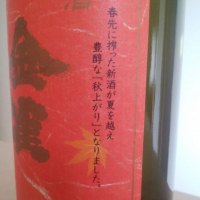 酒
春先に搾った新酒が夏を越え
豊醇な「秋上がり」となりました。